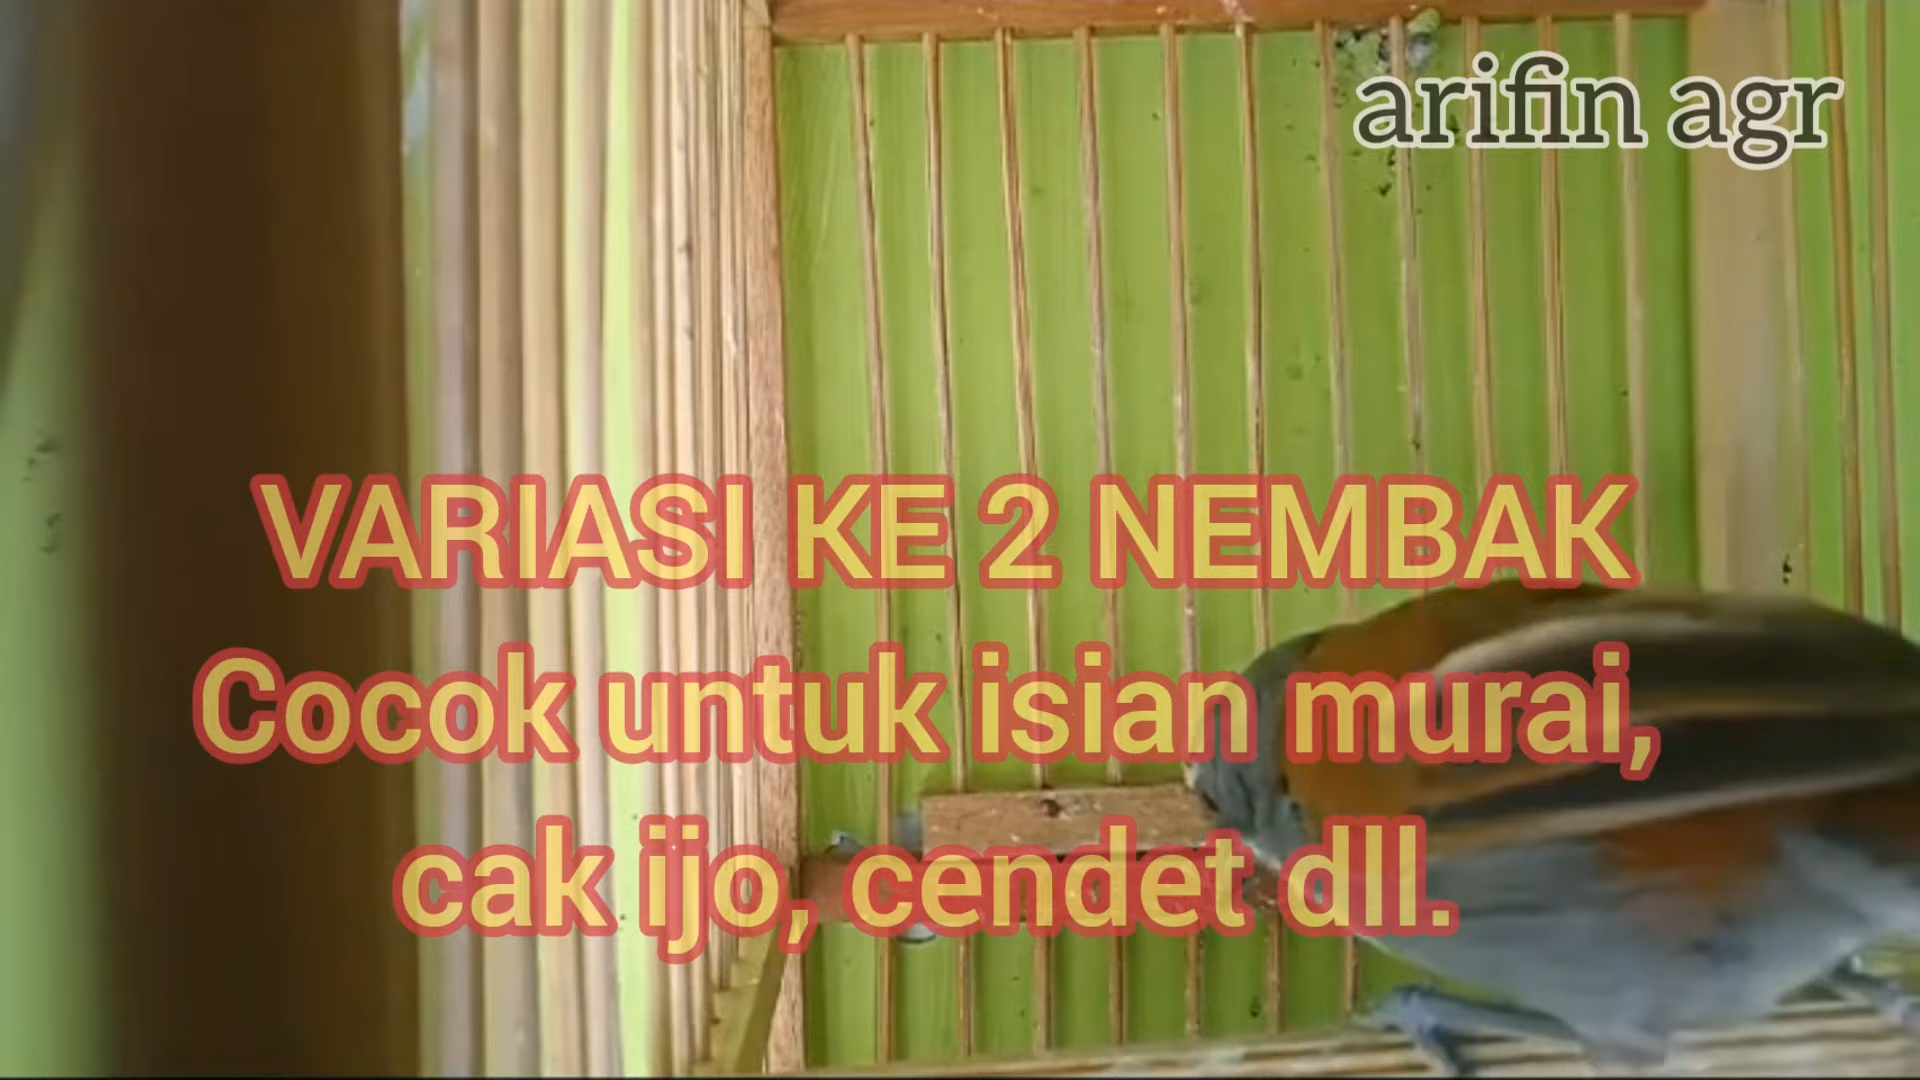 arifin agr
VARIASI KE 2 NEMBAK
Cocok untuk isian murai,
cak ijo, cendet dll.